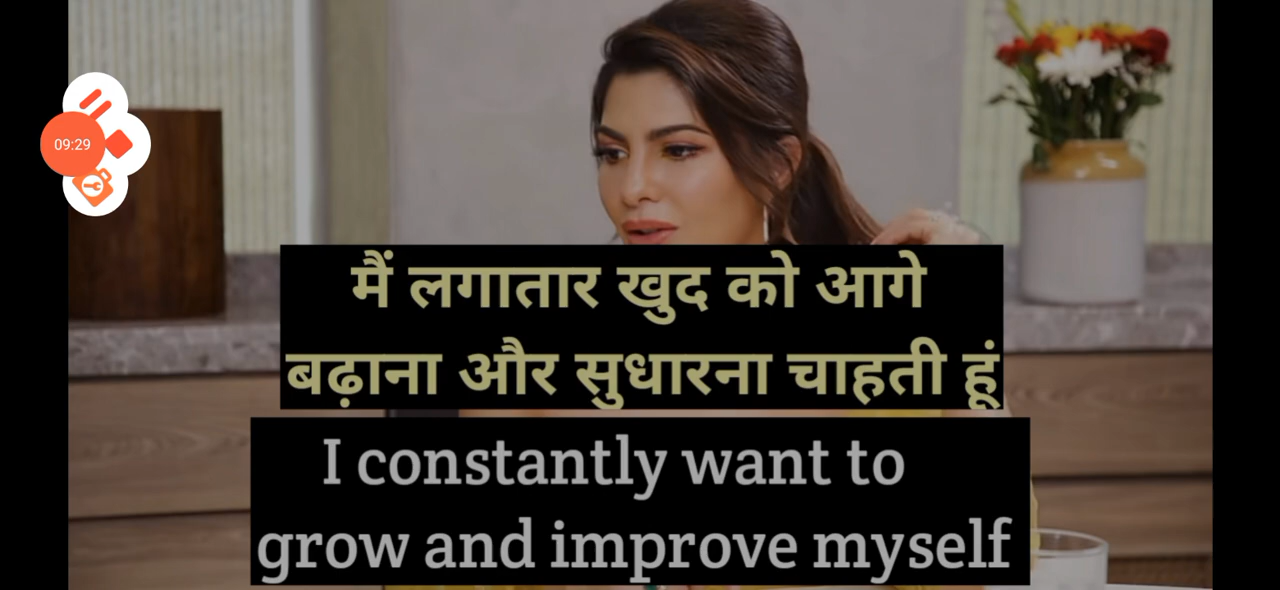 09:29
मैं लगातार खुद को आगे
बढ़ाना और सुधारना चाहती हूं
I constantly want to
grow and improve myself